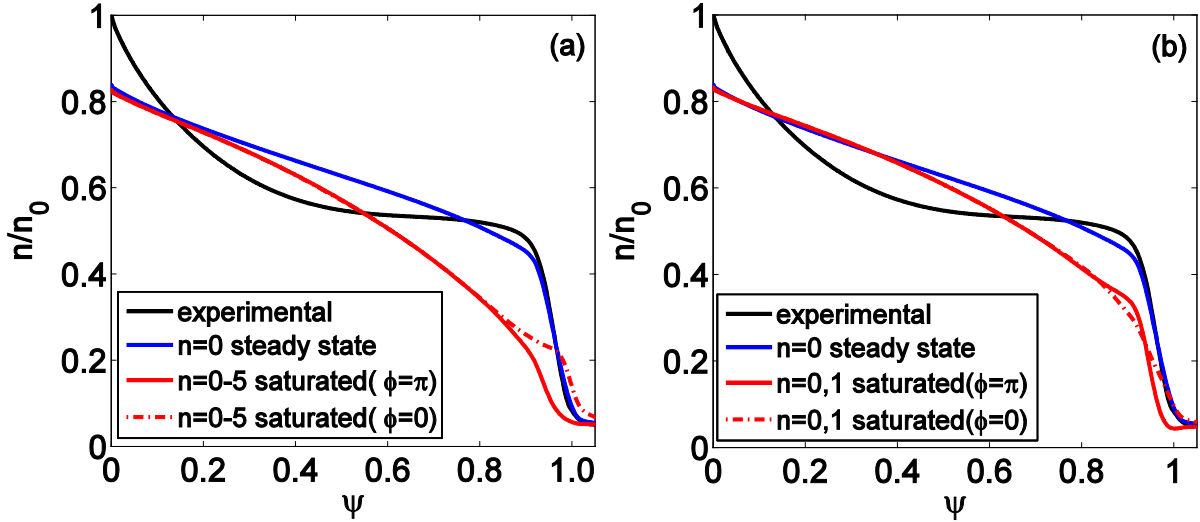 1
0.8
0.6
0.4
0.2
0
n/n0
(a)
experimental
n=0 steady state
n=0-5 saturated( ϕ=π)
n=0-5 saturated( ϕ=0)
0 0.2 0.4 0.6 0.8 1.0
ψ
1
0.8
0.6
0.4
0.2
0
n/n0
(b)
experimental
n=0 steady state
n=0,1 saturated(ϕ=π)
n=0,1 saturated(ϕ=0)
0 0.2 0.4 0.6 0.8 1
ψ